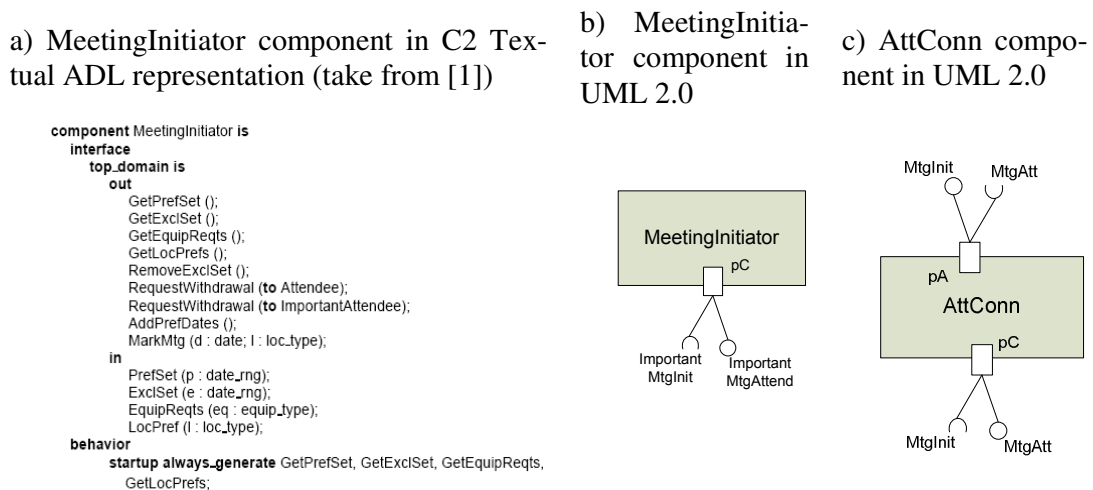 a) MeetingInitiator component in C2 Tex-
tual ADL representation (take from [1])
component MeetingInitiator is
interface
top_domain is
out
GetPrefSet ();
GetExclSet ();
GetEquipReqts ();
GetLocPrefs ();
RemoveExclSet ();
RequestWithdrawal (to Attendee);
RequestWithdrawal (to ImportantAttendee);
AddPrefDates ();
MarkMtg (d : date; l : loc_type);
in
PrefSet (p : date_rng);
ExclSet (e : date_rng);
EquipReqts (eq : equip_type);
LocPref (l : loc_type);
behavior
startup always_generate GetPrefSet, GetExclSet, GetEquipReqts,
GetLocPrefs;
b) MeetingInitia-
tor component in
UML 2.0
MeetingInitiator
pC
Important
MtgInit
Important
MtgAttend
c) AttConn compo-
nent in UML 2.0
MtgInit
MtgAtt
pA
AttConn
pC
MtgInit
MtgAtt